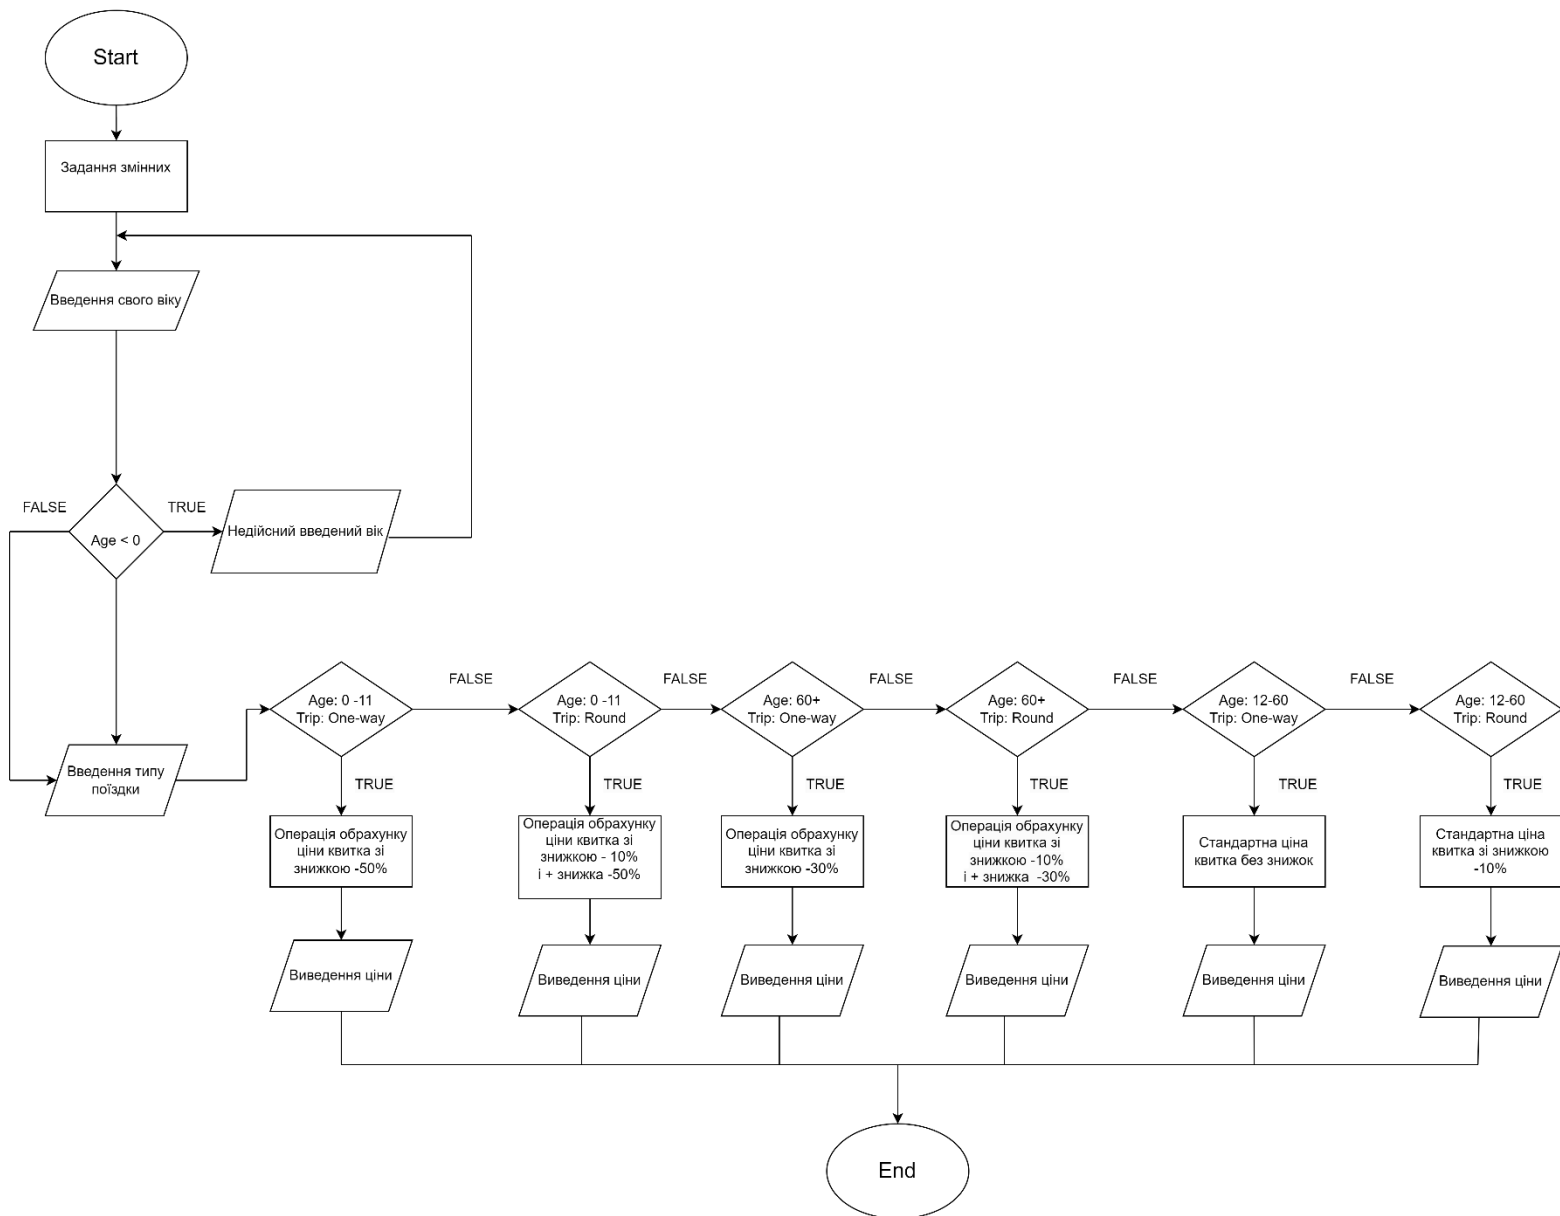 Start
Задання змінних
Введення свого віку
FALSE
TRUE
Age < 0
Недійсний введений вік
Введення типу
поїздки
Age: 0 -11
Trip: One-way
FALSE
Age: 0 -11
Trip: Round
FALSE
Age: 60+
Trip: One-way
FALSE
Age: 60+
Trip: Round
FALSE
Age: 12-60
Trip: One-way
FALSE
Age: 12-60
Trip: Round
TRUE
TRUE
TRUE
TRUE
TRUE
TRUE
Операція обрахунку
ціни квитка зі
знижкою -50%
Операція обрахунку
ціни квитка зі
знижкою - 10%
і + знижка -50%
Операція обрахунку
ціни квитка зі
знижкою -30%
Операція обрахунку
ціни квитка зі
знижкою -10%
і + знижка  -30%
Стандартна ціна
квитка без знижок
Стандартна ціна
квитка зі знижкою
-10%
Виведення ціни
Виведення ціни
Виведення ціни
Виведення ціни
Виведення ціни
Виведення ціни
End